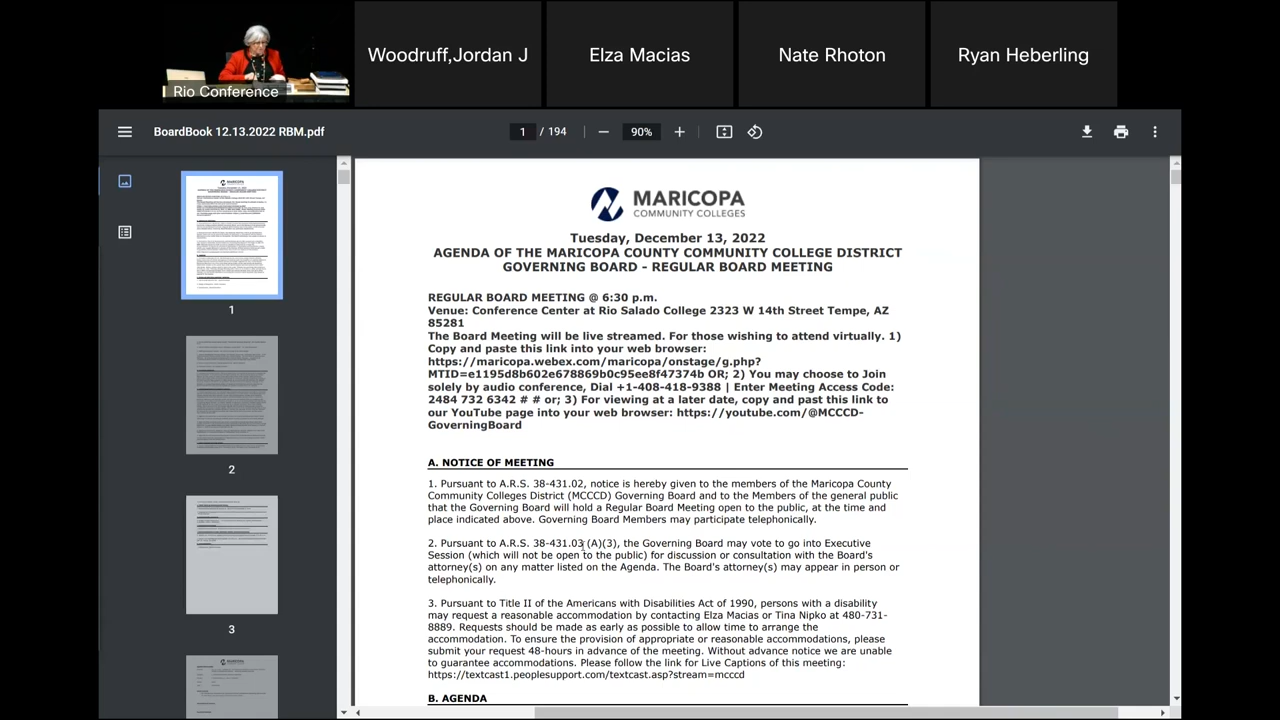 Rio Conference
Woodruff,Jordan J
Elza Macias
Nate Rhoton
Ryan Heberling
BoardBook 12.13.2022 RBM.pdf
1 / 194
90%
1
2
3
MARICOPA
COMMUNITY COLLEGES
Tuesday, December 13, 2022
AGENDA OF THE MARICOPA COUNTY COMMUNITY COLLEGE DISTRICT
GOVERNING BOARD - REGULAR BOARD MEETING
REGULAR BOARD MEETING @ 6:30 p.m.
Venue: Conference Center at Rio Salado College 2323 W 14th Street Tempe, AZ
85281
The Board Meeting will be live streamed. For those wishing to attend virtually. 1)
Copy and paste this link into your web browser:
https://maricopa.webex.com/maricopa/onstage/g.php?
MTID=e1195d8b602e678869b0c95ee8f47374b OR; 2) You may choose to Join
solely by audio conference, Dial +1-408-418-9388 | Enter Meeting Access Code:
2484 732 6342 # # or; 3) For viewing at a later date, copy and past this link to
our YouTube page into your web browser: https://youtube.com/@MCCCD-
GoverningBoard
A. NOTICE OF MEETING
1. Pursuant to A.R.S. 38-431.02, notice is hereby given to the members of the Maricopa County
Community Colleges District (MCCCD) Governing Board and to the Members of the general public
that the Governing Board will hold a Regular Board Meeting open to the public, at the time and
place indicated above. Governing Board Members may participate telephonically.
2. Pursuant to A.R.S. 38-431.03 (A)(3), the Governing Board may vote to go into Executive
Session (which will not be open to the public) for discussion or consultation with the Board's
attorney(s) on any matter listed on the Agenda. The Board's attorney(s) may appear in person or
telephonically.
3. Pursuant to Title II of the Americans with Disabilities Act of 1990, persons with a disability
may request a reasonable accommodation by contacting Elza Macias or Tina Nipko at 480-731-
8889. Requests should be made as early as possible to allow time to arrange the
accommodation. To ensure the provision of appropriate or reasonable accommodations, please
submit your request 48-hours in advance of the meeting. Without advance notice we are unable
to guarantee accommodations. Please follow this link for Live Captions of this meeting:
https://textcast1.peoplesupport.com/textcast.asp?stream=mcccd
B. AGENDA